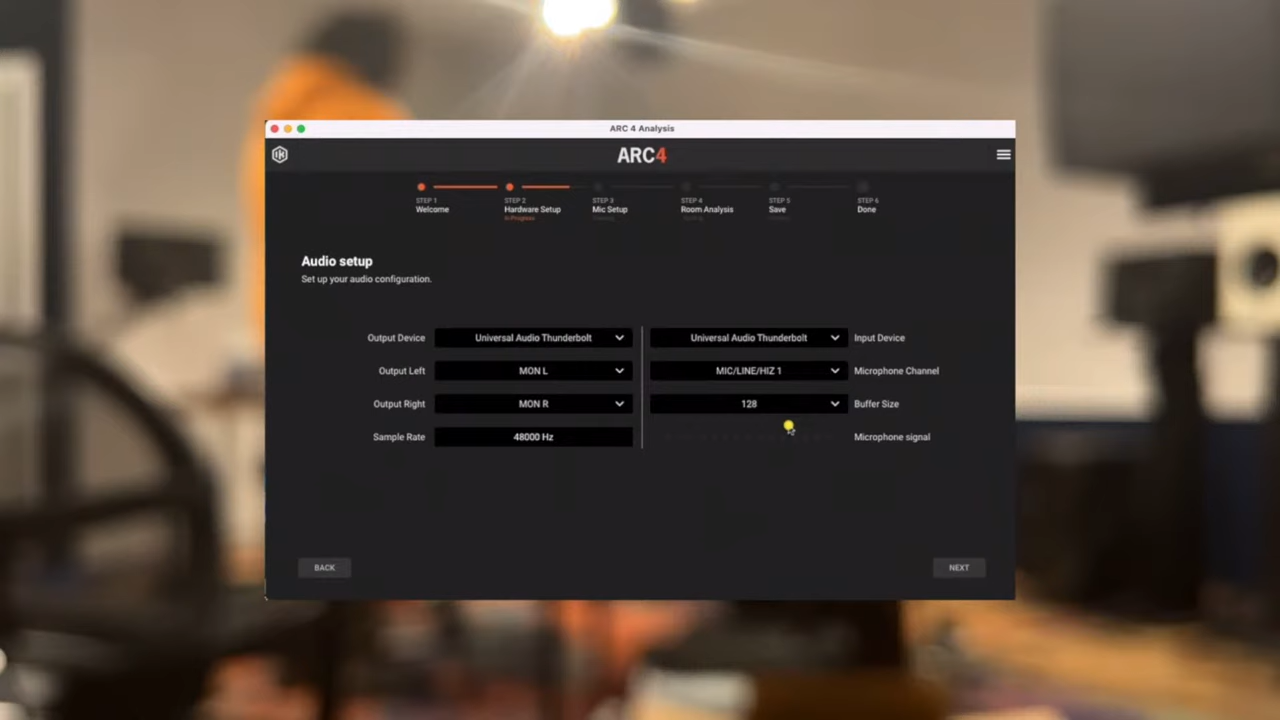 ARC 4 Analysis
IK
ARC4
STEP 1
Welcome
STEP 2
Hardware Setup
In Progress
STEP 3
Mic Setup
STEP 4
Room Analysis
STEP 5
Save
STEP 6
Done
Audio setup
Set up your audio configuration.
Output Device
Universal Audio Thunderbolt
Universal Audio Thunderbolt
Input Device
Output Left
MON L
MIC/LINE/HIZ 1
Microphone Channel
Output Right
MON R
128
Buffer Size
Sample Rate
48000 Hz
Microphone signal
BACK
NEXT